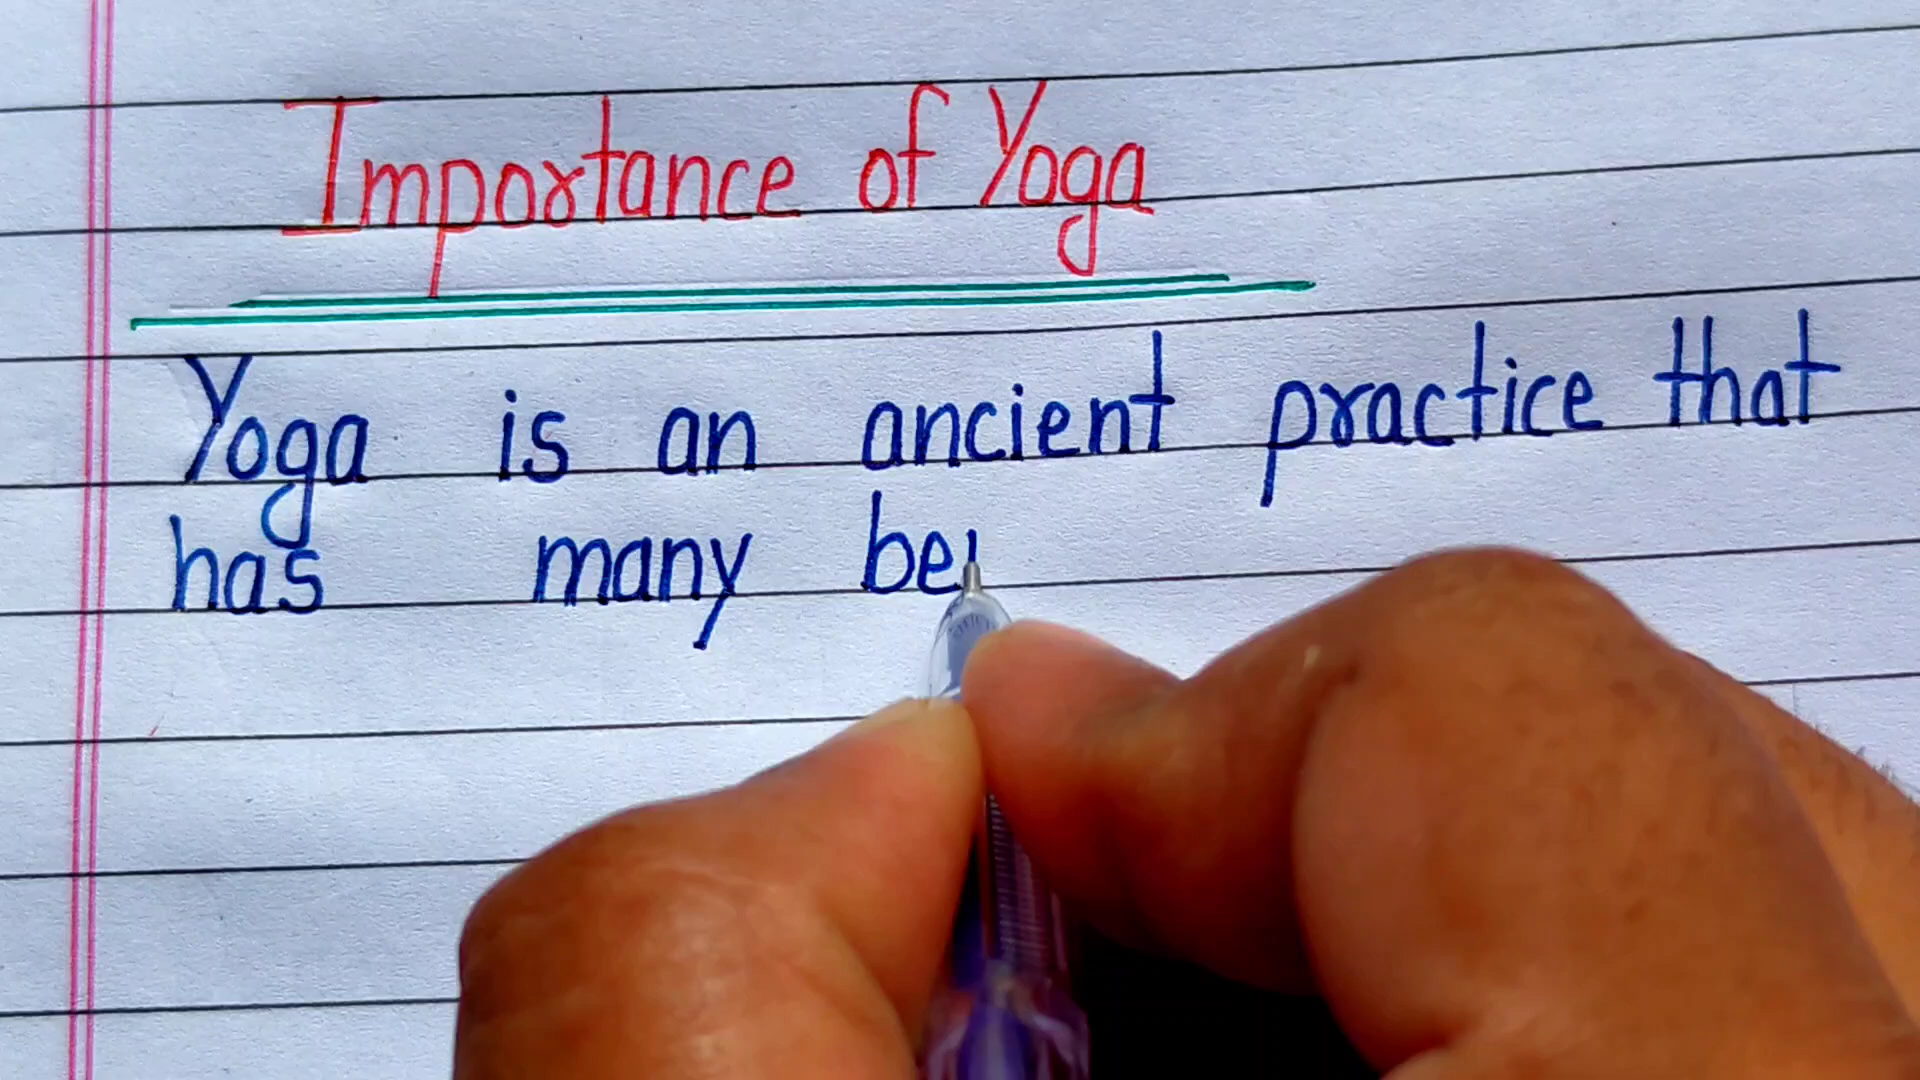 Importance of Yoga
Yoga is an ancient practice that
has many be